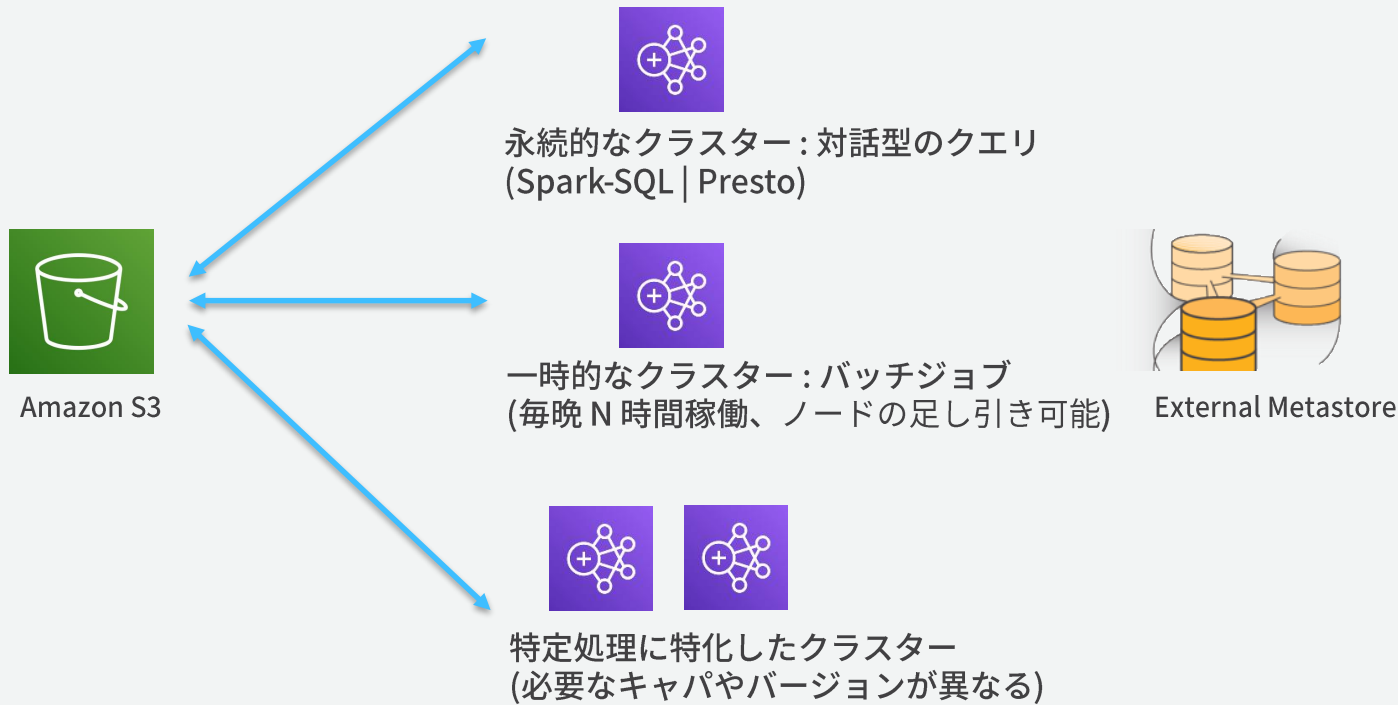 永続的なクラスター : 対話型のクエリ
(Spark-SQL | Presto)
Amazon S3
一時的なクラスター : バッチジョブ
(毎晩 N 時間稼働、ノードの足し引き可能)
External Metastore
特定処理に特化したクラスター
(必要なキャパやバージョンが異なる)